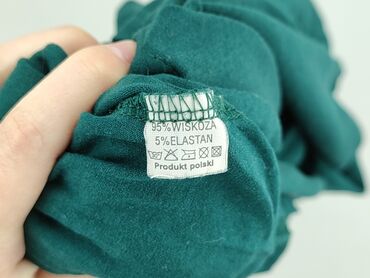 95%WISKOZA
5%ELASTAN
Produkt polski